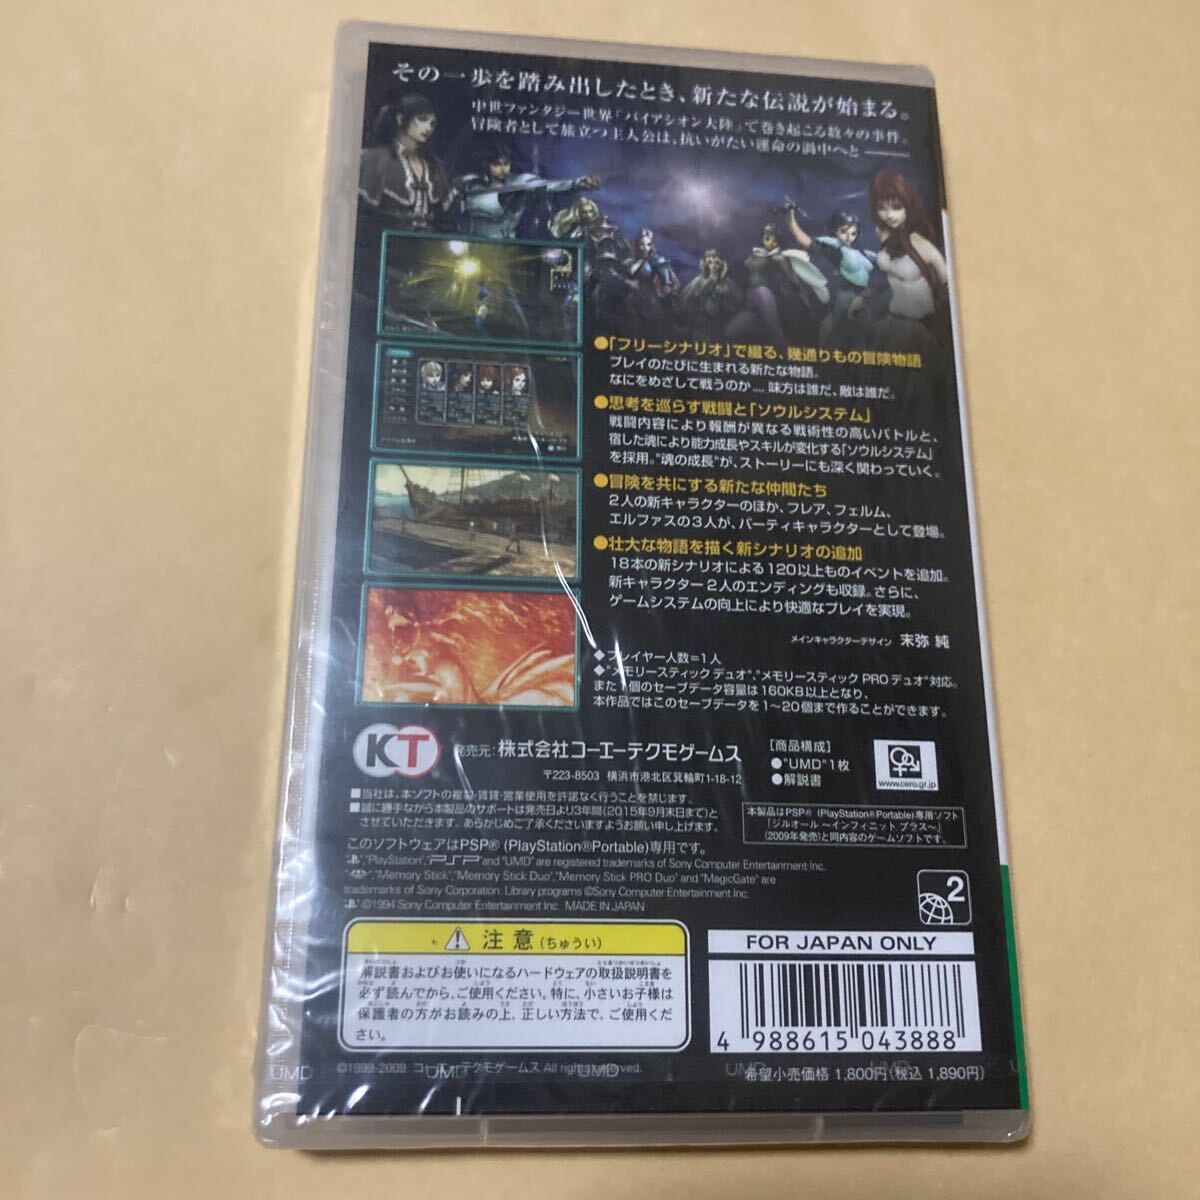 その一歩を踏み出したとき、新たな伝説が始まる。
中世ファンタジー世界「バイアシオン大陸」で巻き起こる数々の事件。
冒険者として旅立つ主人公は、抗いがたい運命の渦中へと――
●「フリーシナリオ」で綴る、幾通りもの冒険物語
プレイのたびに生まれる新たな物語。
なにをめざして戦うのか.... 味方は誰だ、敵は誰だ。
●思考を巡らす戦闘と「ソウルシステム」
戦闘内容により報酬が異なる戦術性の高いバトルと、
宿した魂により能力成長やスキルが変化する「ソウルシステム」
を採用。"魂の成長"が、ストーリーにも深く関わっていく。
●冒険を共にする新たな仲間たち
2人の新キャラクターのほか、フレア、フェルム、
エルファスの3人が、パーティキャラクターとして登場。
●壮大な物語を描く新シナリオの追加
18本の新シナリオによる120以上ものイベントを追加。
新キャラクター2人のエンディングも収録。さらに、
ゲームシステムの向上により快適なプレイを実現。
メインキャラクターデザイン 末弥 純
◆プレイヤー人数=1人
◆"メモリースティック デュオ"、"メモリースティック PRO デュオ"対応。
また1個のセーブデータ容量は160KB以上となり、
本作品ではこのセーブデータを1～20個まで作ることができます。
KT
発売元: 株式会社コーエーテクモゲームス
〒223-8503 横浜市港北区箕輪町1-18-12
[商品構成]
●"UMD"1枚
●解説書
www.cero.gr.jp
■当社は、本ソフトの複製・賃貸・営業使用を許諾なく行うことを禁じます。
■誠に勝手ながら本製品のサポートは発売日より3年間(2015年9月末日まで)と
させていただきます。あらかじめご了承くださいますようお願い申し上げます。
本製品はPSP® (PlayStation®Portable)専用ソフト
「ジルオール ～インフィニット プラス～」
(2009年発売)と同内容のゲームソフトです。
このソフトウェアはPSP® (PlayStation®Portable)専用です。
"PlayStation", "PSP" and "UMD" are registered trademarks of Sony Computer Entertainment Inc.
"Memory Stick", "Memory Stick Duo", "Memory Stick PRO Duo" and "MagicGate" are
trademarks of Sony Corporation. Library programs ©Sony Computer Entertainment Inc.
©1994 Sony Computer Entertainment Inc. MADE IN JAPAN
2
注意(ちゅうい)
解説書およびお使いになるハードウェアの取扱説明書を
必ず読んでから、ご使用ください。特に、小さいお子様は
保護者の方がお読みの上、正しい方法で、ご使用くだ
さい。
FOR JAPAN ONLY
4 988615 043888
©1999-2009 コーエーテクモゲームス All rights reserved.
UMD UMD UMD UMD UMD
希望小売価格 1,800円(税込 1,890円)